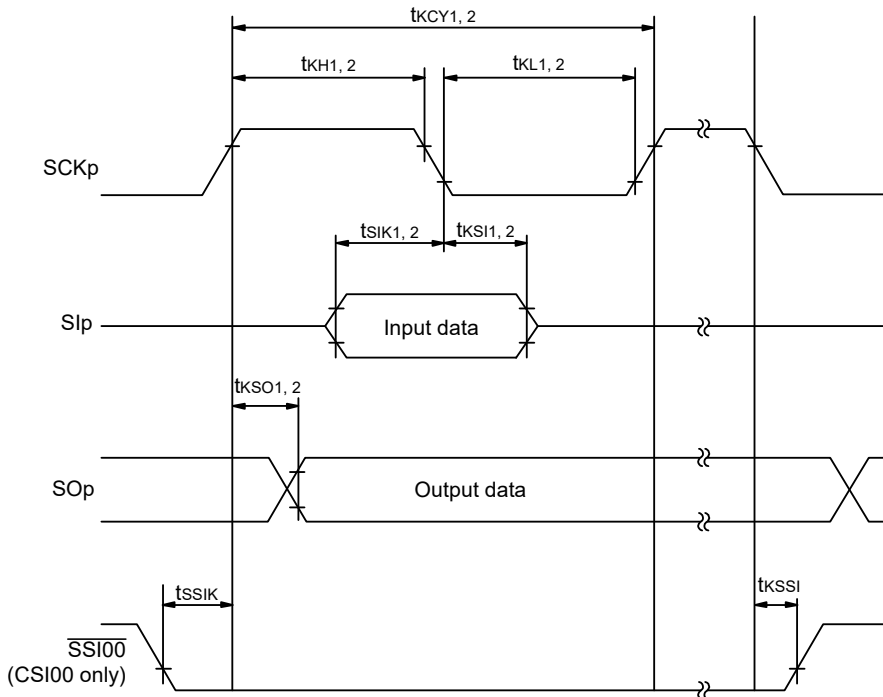 tKCY1, 2
tKH1, 2
tKL1, 2
SCKp
tSIK1, 2
tKSI1, 2
SIp
Input data
tKSO1, 2
SOp
Output data
tSSIK
tKSSI
SSI00
(CSI00 only)